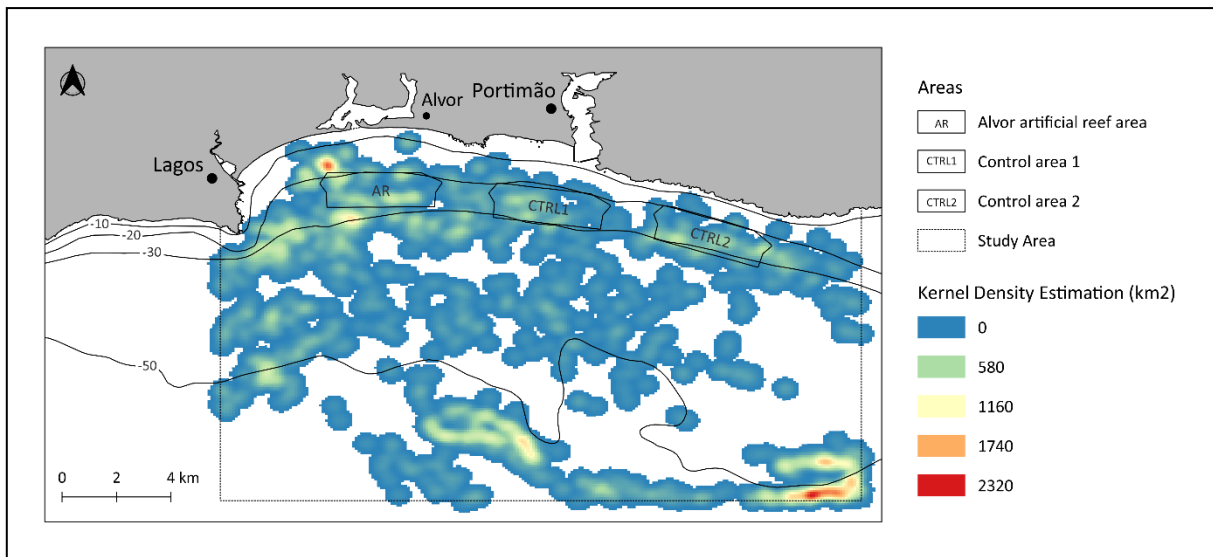 Alvor
Portimão
Lagos
AR
CTRL1
CTRL2
-10
-20
-30
-50
0 2 4 km
Areas
AR Alvor artificial reef area
CTRL1 Control area 1
CTRL2 Control area 2
Study Area
Kernel Density Estimation (km2)
0
580
1160
1740
2320